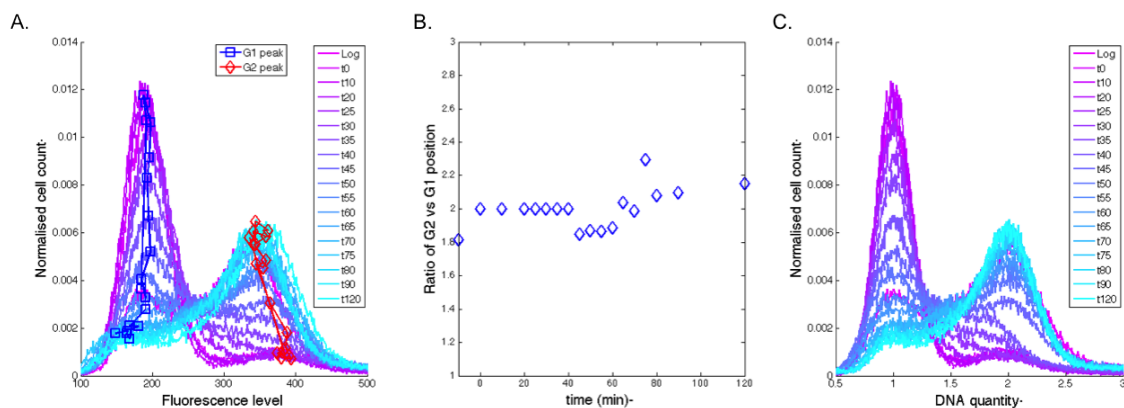 A.
B.
C.
0.014
0.012
0.01
0.008
0.006
0.004
0.002
0
100
200
300
400
500
Normalised cell count·
Fluorescence level
G1 peak
G2 peak
Log
t0
t10
t20
t25
t30
t35
t40
t45
t50
t55
t60
t65
t70
t75
t80
t90
t120
3
2.8
2.6
2.4
2.2
2
1.8
1.6
1.4
1.2
1
0
20
40
60
80
100
120
Ratio of G2 vs G1 position
time (min)-
0.014
0.012
0.01
0.008
0.006
0.004
0.002
0
0.5
1
1.5
2
2.5
3
Normalised cell count·
DNA quantity·
Log
t0
t10
t20
t25
t30
t35
t40
t45
t50
t55
t60
t65
t70
t75
t80
t90
t120